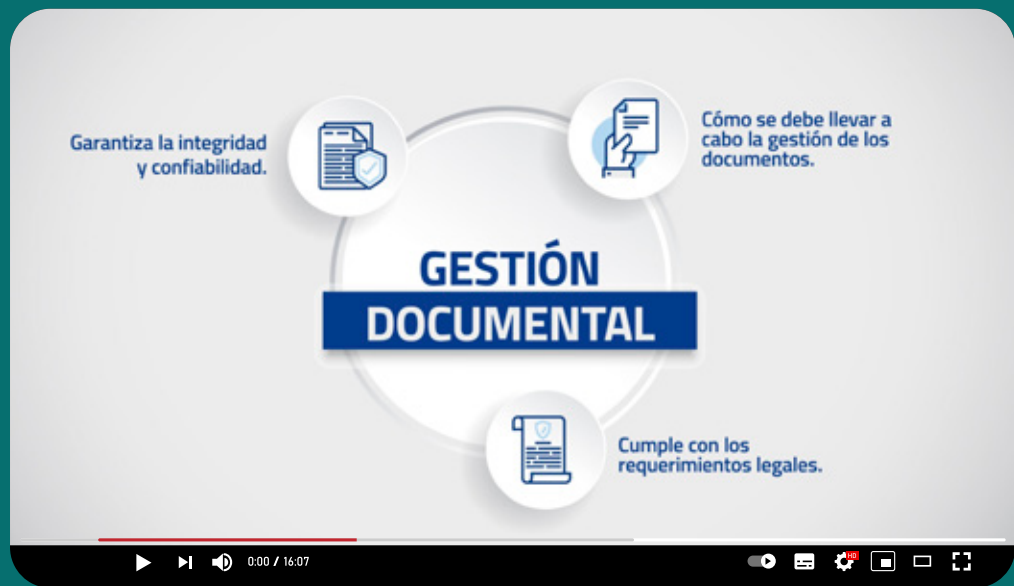 Garantiza la integridad
y confiabilidad.
Cómo se debe llevar a
cabo la gestión de los
documentos.
GESTIÓN
DOCUMENTAL
Cumple con los
requerimientos legales.
0:00 / 16:07
HD